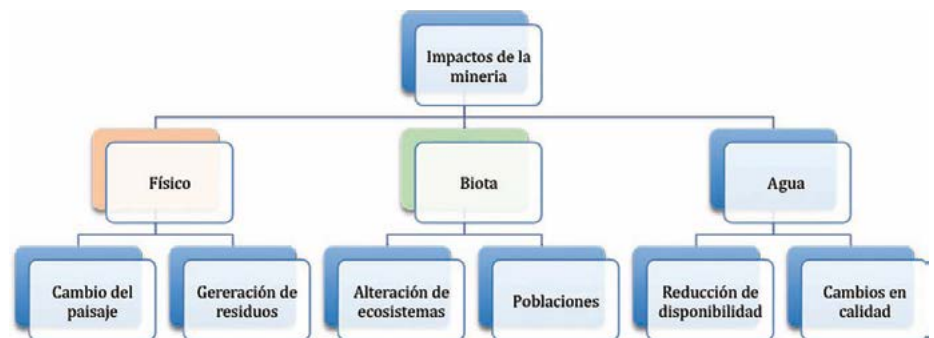 Impactos de la
mineria
Físico
Biota
Agua
Cambio del
paisaje
Gereración de
residuos
Alteración de
ecosistemas
Poblaciones
Reducción de
disponibilidad
Cambios en
calidad